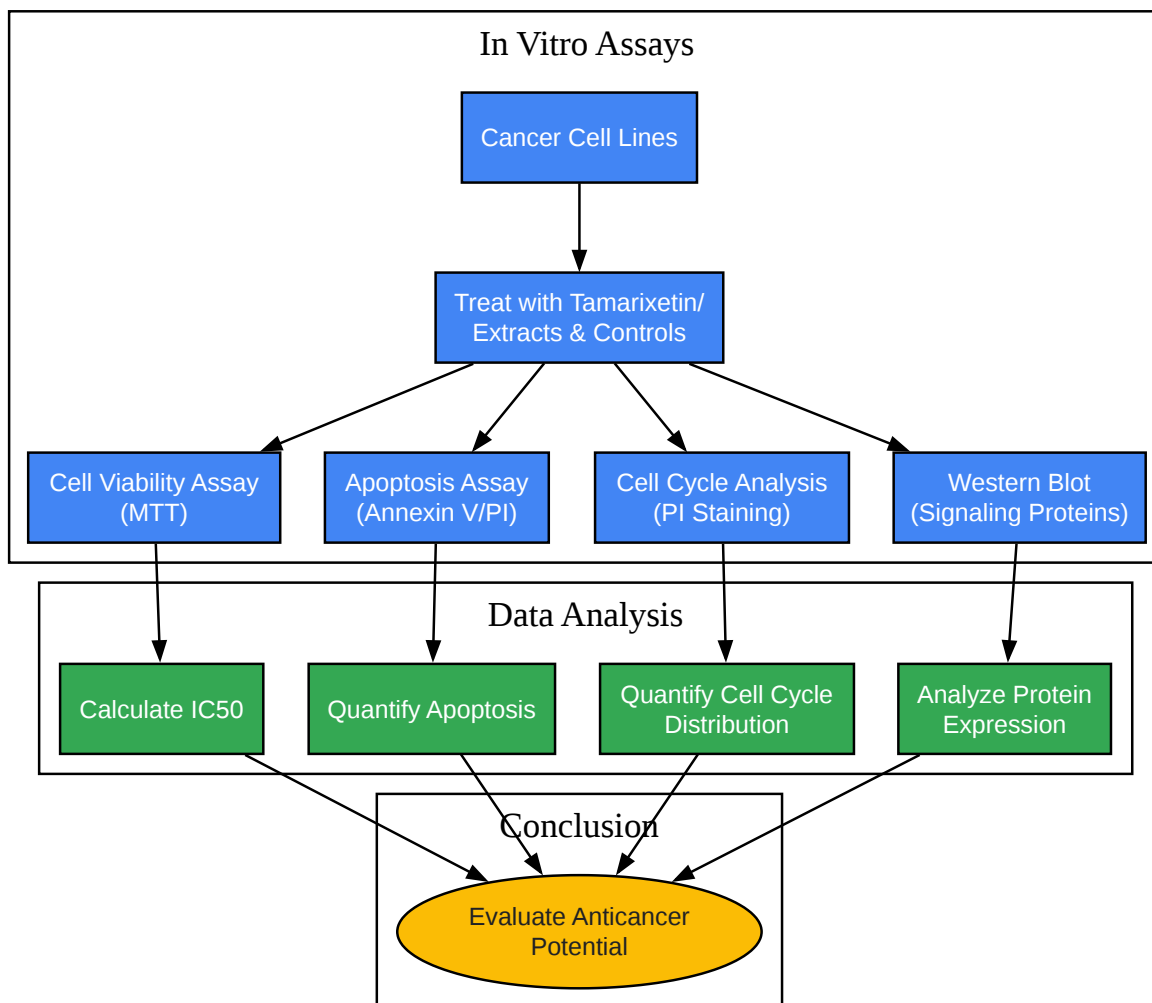 In Vitro Assays
Cancer Cell Lines
Treat with Tamarixetin/
Extracts & Controls
Cell Viability Assay
(MTT)
Apoptosis Assay
(Annexin V/PI)
Cell Cycle Analysis
(PI Staining)
Western Blot
(Signaling Proteins)
Data Analysis
Calculate IC50
Quantify Apoptosis
Quantify Cell Cycle
Distribution
Analyze Protein
Expression
Conclusion
Evaluate Anticancer
Potential